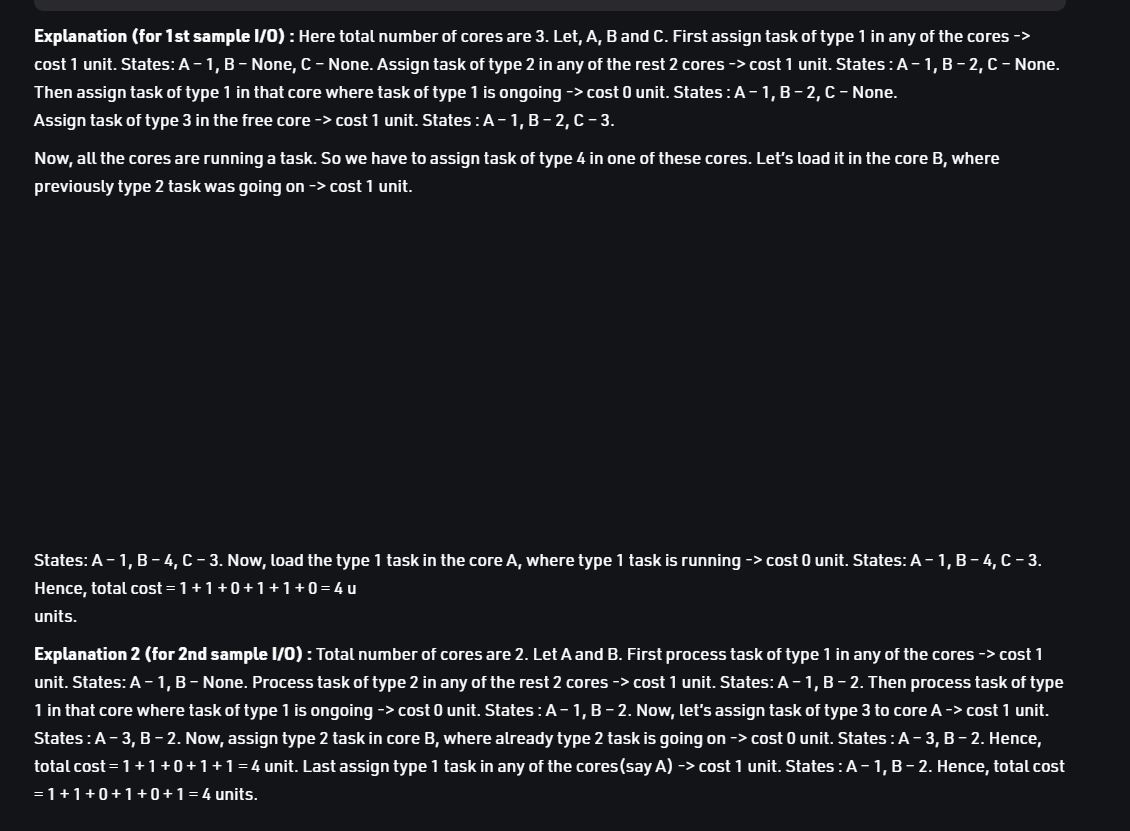 Explanation (for 1st sample I/O) : Here total number of cores are 3. Let, A, B and C. First assign task of type 1 in any of the cores ->
cost 1 unit. States: A – 1, B – None, C – None. Assign task of type 2 in any of the rest 2 cores -> cost 1 unit. States : A – 1, B – 2, C – None.
Then assign task of type 1 in that core where task of type 1 is ongoing -> cost 0 unit. States : A – 1, B – 2, C – None.
Assign task of type 3 in the free core -> cost 1 unit. States : A – 1, B – 2, C – 3.
Now, all the cores are running a task. So we have to assign task of type 4 in one of these cores. Let’s load it in the core B, where
previously type 2 task was going on -> cost 1 unit.
States: A – 1, B – 4, C – 3. Now, load the type 1 task in the core A, where type 1 task is running -> cost 0 unit. States: A – 1, B – 4, C – 3.
Hence, total cost = 1 + 1 + 0 + 1 + 1 + 0 = 4 u
units.
Explanation 2 (for 2nd sample I/O) : Total number of cores are 2. Let A and B. First process task of type 1 in any of the cores -> cost 1
unit. States: A – 1, B – None. Process task of type 2 in any of the rest 2 cores -> cost 1 unit. States: A – 1, B – 2. Then process task of type
1 in that core where task of type 1 is ongoing -> cost 0 unit. States : A – 1, B – 2. Now, let’s assign task of type 3 to core A -> cost 1 unit.
States : A – 3, B – 2. Now, assign type 2 task in core B, where already type 2 task is going on -> cost 0 unit. States : A – 3, B – 2. Hence,
total cost = 1 + 1 + 0 + 1 + 1 = 4 unit. Last assign type 1 task in any of the cores(say A) -> cost 1 unit. States : A – 1, B – 2. Hence, total cost
= 1 + 1 + 0 + 1 + 0 + 1 = 4 units.